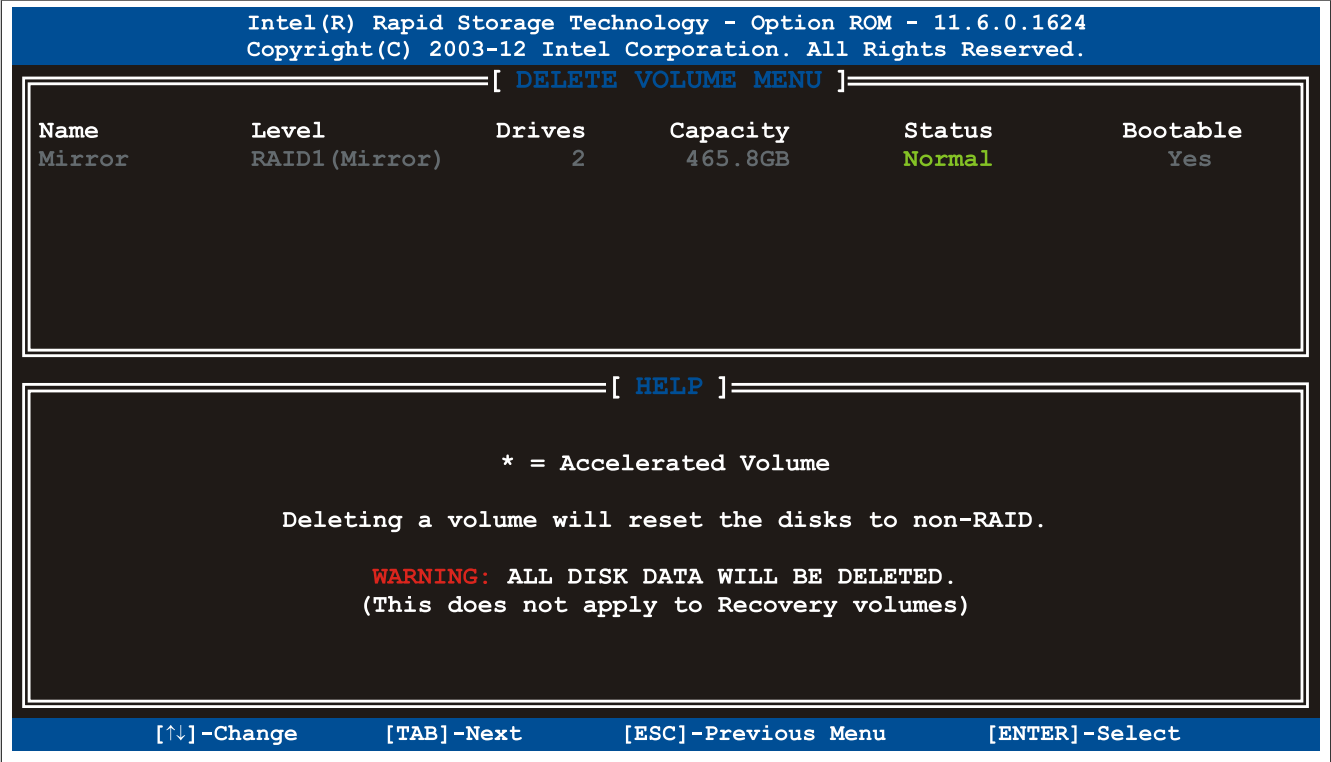 Intel(R) Rapid Storage Technology - Option ROM - 11.6.0.1624
Copyright(C) 2003-12 Intel Corporation. All Rights Reserved.
[ DELETE VOLUME MENU ]
Name Level Drives Capacity Status Bootable
Mirror RAID1(Mirror) 2 465.8GB Normal Yes
[ HELP ]
* = Accelerated Volume
Deleting a volume will reset the disks to non-RAID.
WARNING: ALL DISK DATA WILL BE DELETED.
(This does not apply to Recovery volumes)
[↑↓]-Change [TAB]-Next [ESC]-Previous Menu [ENTER]-Select